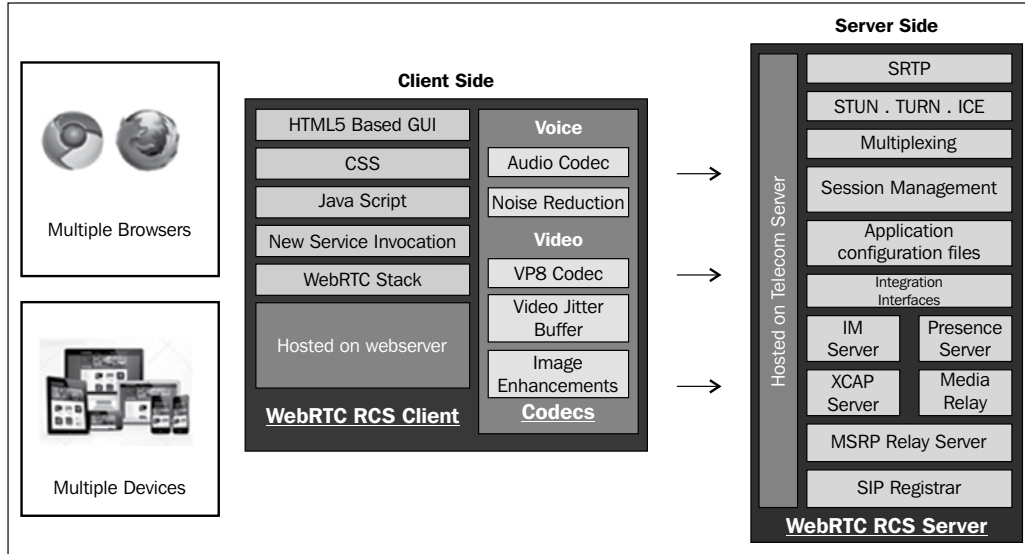 Multiple Browsers
Multiple Devices
Client Side
HTML5 Based GUI
CSS
Java Script
New Service Invocation
WebRTC Stack
Hosted on webserver
WebRTC RCS Client
Voice
Audio Codec
Noise Reduction
Video
VP8 Codec
Video Jitter
Buffer
Image
Enhancements
Codecs
Server Side
Hosted on Telecom Server
SRTP
STUN . TURN . ICE
Multiplexing
Session Management
Application
configuration files
Integration
Interfaces
IM
Server
Presence
Server
XCAP
Server
Media
Relay
MSRP Relay Server
SIP Registrar
WebRTC RCS Server